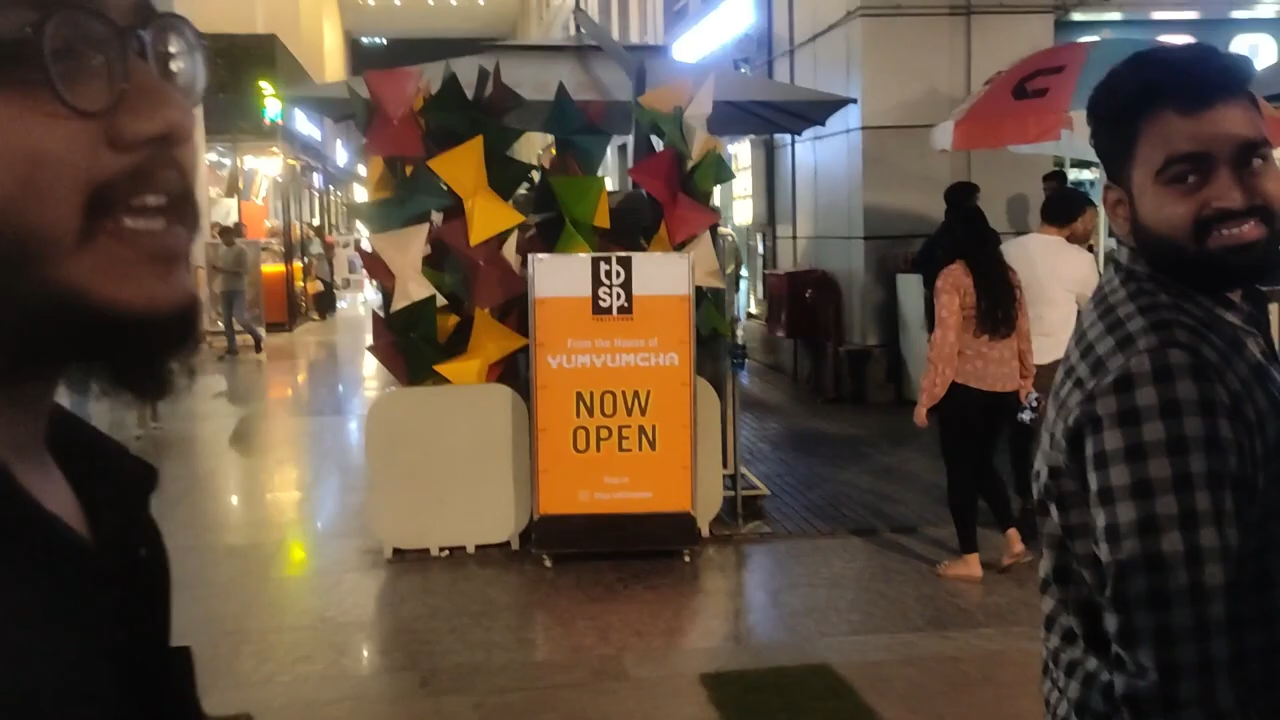 tb
sp.
From the House of
YUMYUMCHA
NOW
OPEN